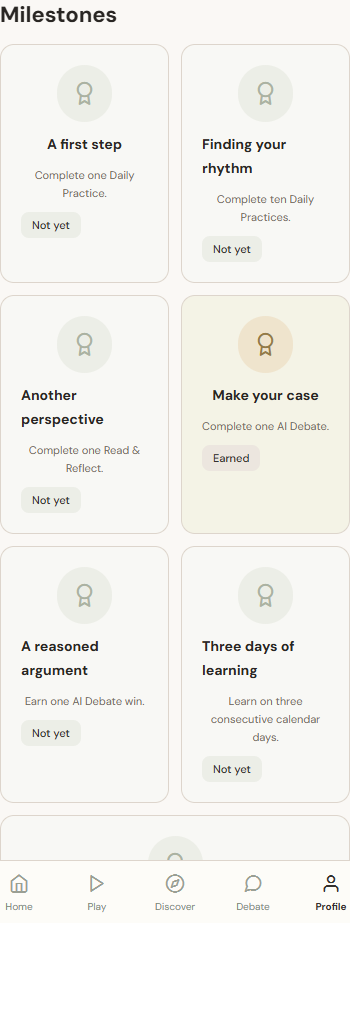 Milestones
A first step
Complete one Daily
Practice.
Not yet
Finding your
rhythm
Complete ten Daily
Practices.
Not yet
Another
perspective
Complete one Read &
Reflect.
Not yet
Make your case
Complete one AI Debate.
Earned
A reasoned
argument
Earn one AI Debate win.
Not yet
Three days of
learning
Learn on three
consecutive calendar
days.
Not yet
Home
Play
Discover
Debate
Profile